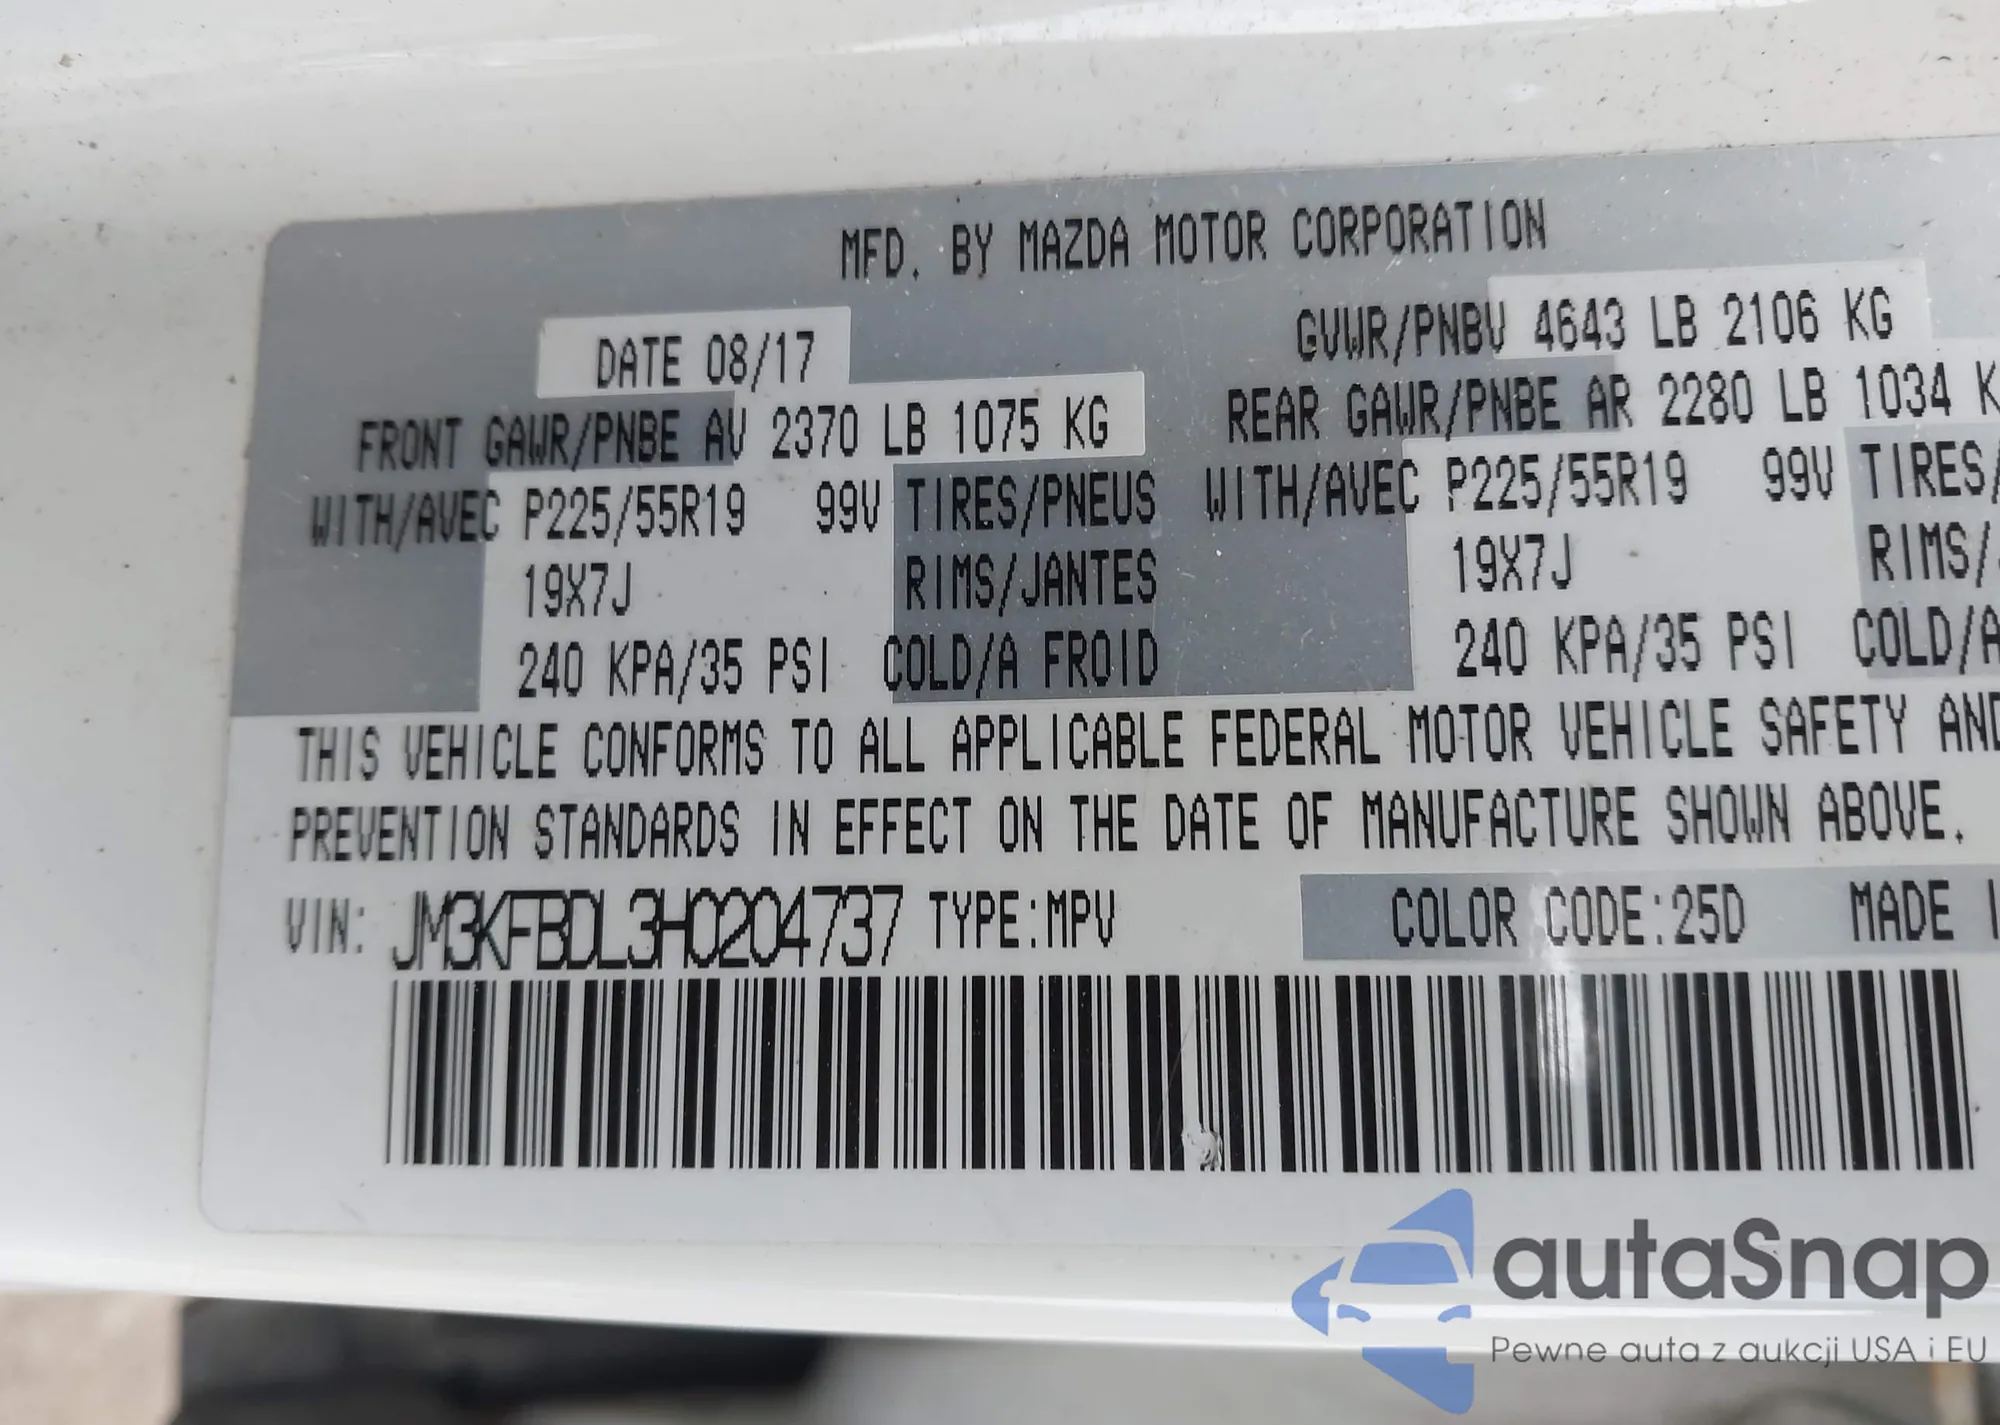 MFD. BY MAZDA MOTOR CORPORATION
DATE 08/17
GVWR/PNBV 4643 LB 2106 KG
FRONT GAWR/PNBE AV 2370 LB 1075 KG
REAR GAWR/PNBE AR 2280 LB 1034 K
WITH/AVEC P225/55R19 99V TIRES/PNEUS
WITH/AVEC P225/55R19 99V TIRES/
19X7J RIMS/JANTES
19X7J RIMS/
240 KPA/35 PSI COLD/A FROID
240 KPA/35 PSI COLD/A
THIS VEHICLE CONFORMS TO ALL APPLICABLE FEDERAL MOTOR VEHICLE SAFETY AND
PREVENTION STANDARDS IN EFFECT ON THE DATE OF MANUFACTURE SHOWN ABOVE.
VIN: JM3KFBDL3H0204737 TYPE:MPV COLOR CODE:25D MADE I
autaSnap
Pewne auta z aukcji USA i EU